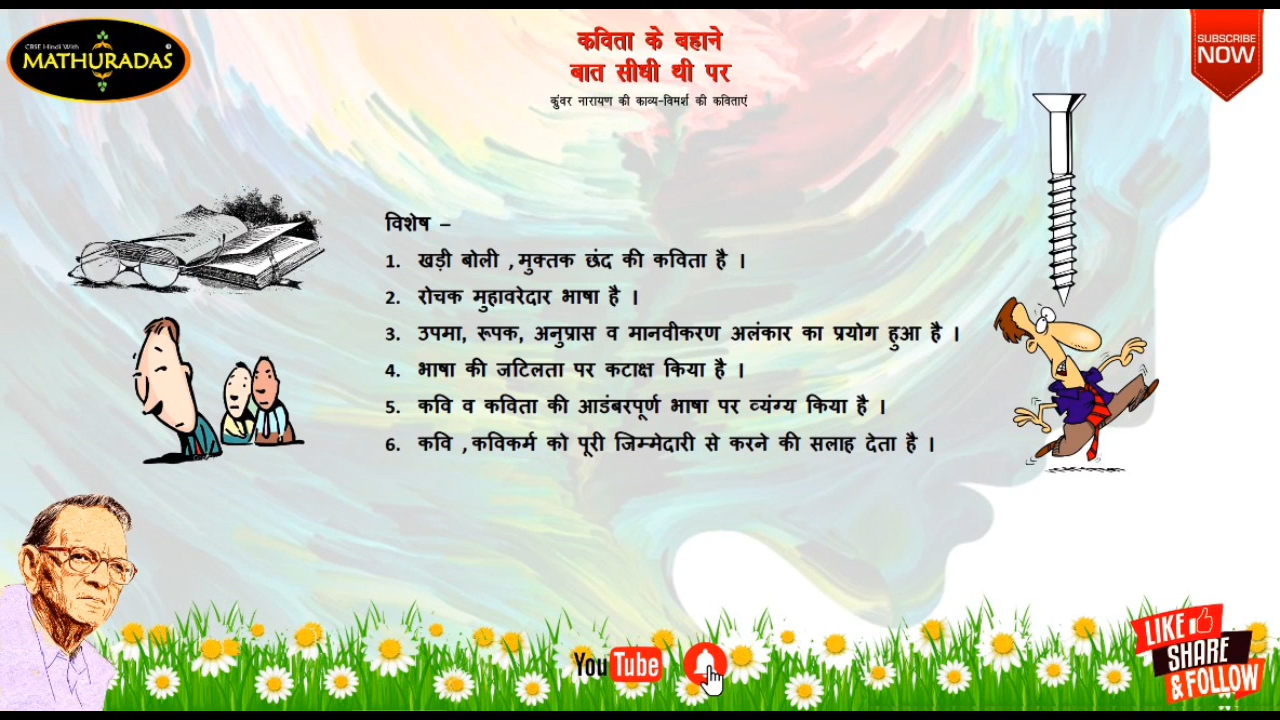 CBSE Hindi With
MATHURADAS
कविता के बहाने
बात सीधी थी पर
कुंवर नारायण की काव्य-विमर्श की कविताएं
SUBSCRIBE
NOW
विशेष –
1. खड़ी बोली ,मुक्तक छंद की कविता है ।
2. रोचक मुहावरेदार भाषा है ।
3. उपमा, रूपक, अनुप्रास व मानवीकरण अलंकार का प्रयोग हुआ है ।
4. भाषा की जटिलता पर कटाक्ष किया है ।
5. कवि व कविता की आडंबरपूर्ण भाषा पर व्यंग्य किया है ।
6. कवि ,कविकर्म को पूरी जिम्मेदारी से करने की सलाह देता है ।
YouTube
LIKE
SHARE
& FOLLOW